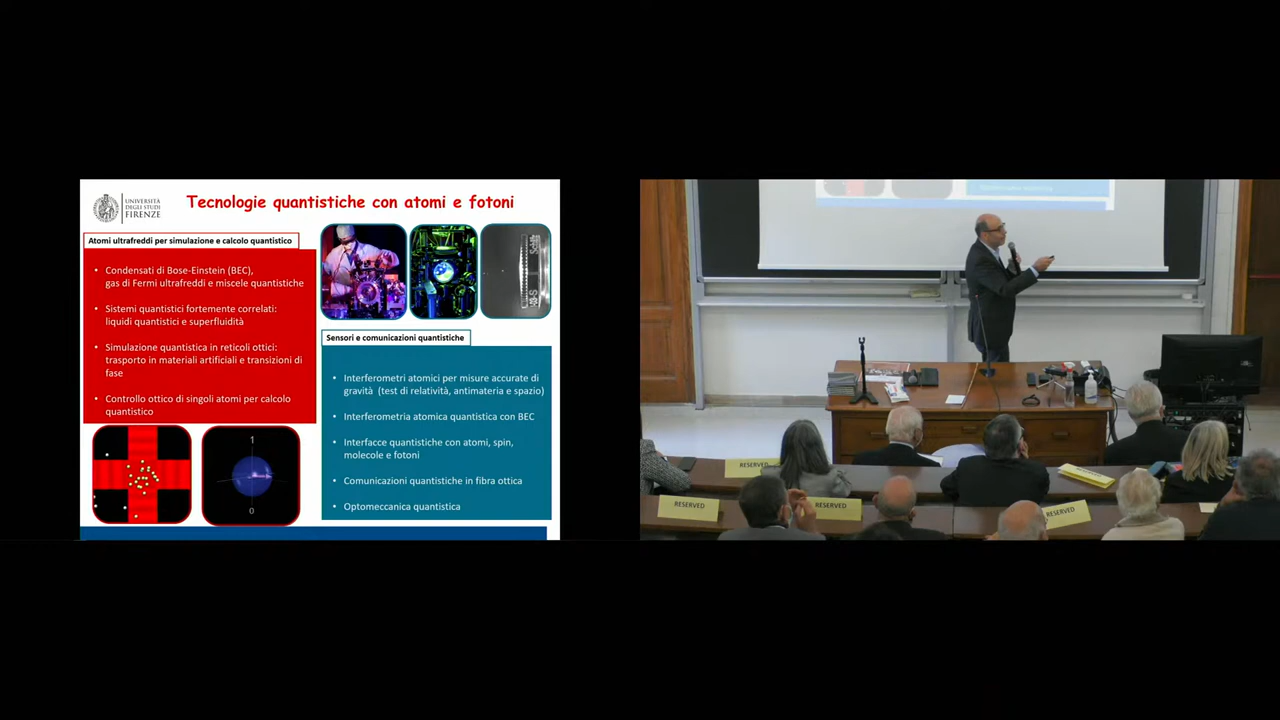 UNIVERSITÀ
DEGLI STUDI
FIRENZE
Tecnologie quantistiche con atomi e fotoni
Atomi ultrafreddi per simulazione e calcolo quantistico
• Condensati di Bose-Einstein (BEC),
gas di Fermi ultrafreddi e miscele quantistiche
• Sistemi quantistici fortemente correlati:
liquidi quantistici e superfluidità
• Simulazione quantistica in reticoli ottici:
trasporto in materiali artificiali e transizioni di
fase
• Controllo ottico di singoli atomi per calcolo
quantistico
1
0
Sensori e comunicazioni quantistiche
• Interferometri atomici per misure accurate di
gravità (test di relatività, antimateria e spazio)
• Interferometria atomica quantistica con BEC
• Interfacce quantistiche con atomi, spin,
molecole e fotoni
• Comunicazioni quantistiche in fibra ottica
• Optomeccanica quantistica
RESERVED
RESERVED
RESERVED
RESERVED